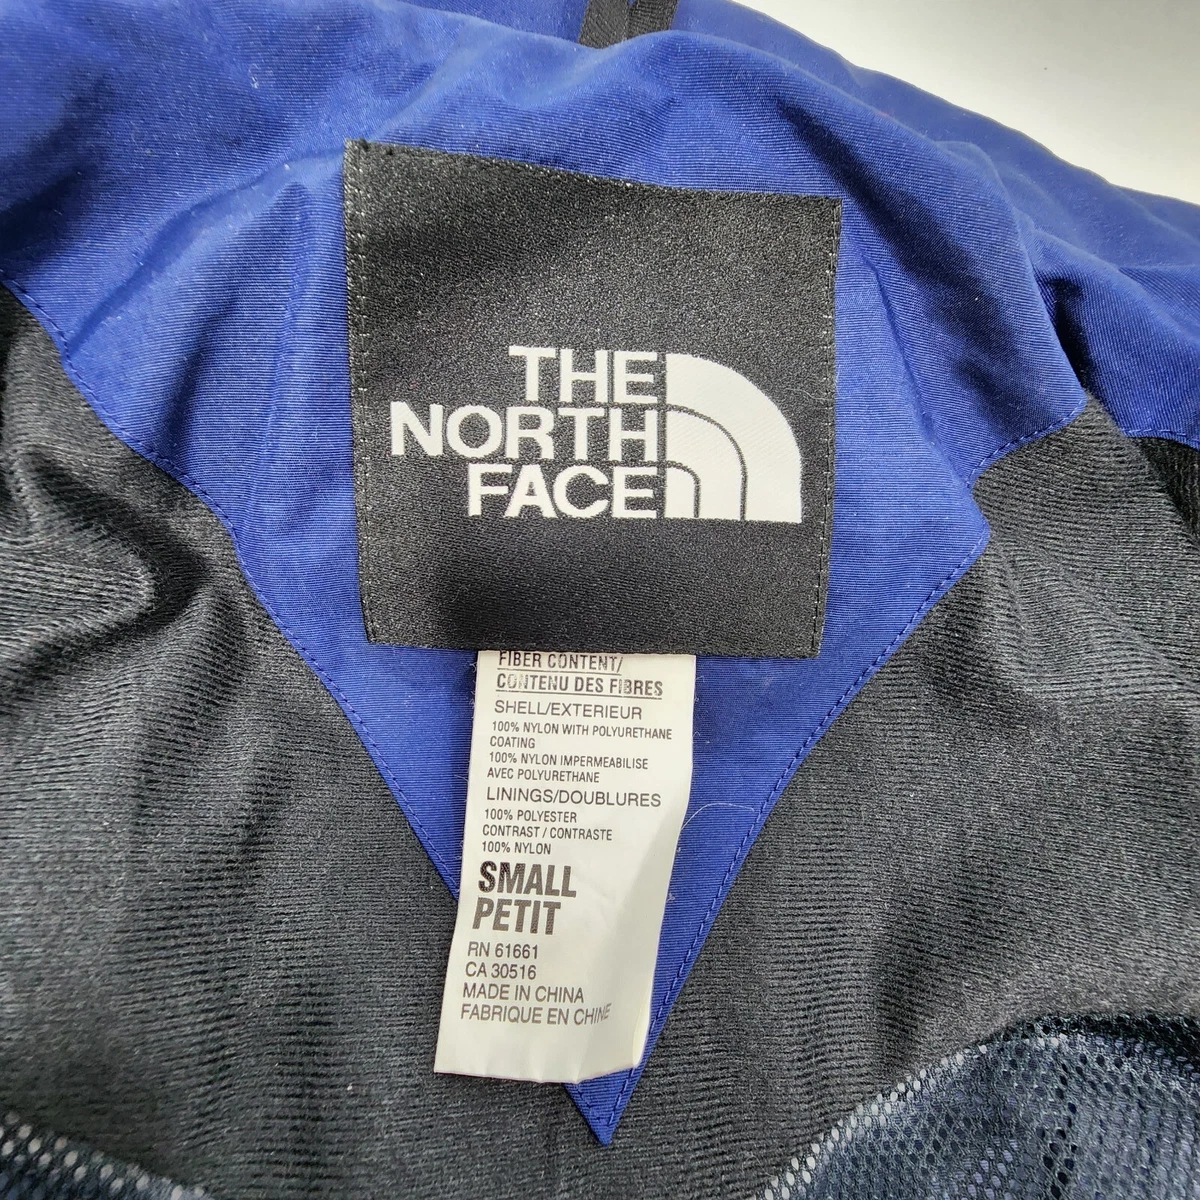 THE
NORTH
FACE
FIBER CONTENT/
CONTENU DES FIBRES
SHELL/EXTERIEUR
100% NYLON WITH POLYURETHANE
COATING
100% NYLON IMPERMEABILISE
AVEC POLYURETHANE
LININGS/DOUBLURES
100% POLYESTER
CONTRAST / CONTRASTE
100% NYLON
SMALL
PETIT
RN 61661
CA 30516
MADE IN CHINA
FABRIQUE EN CHINE